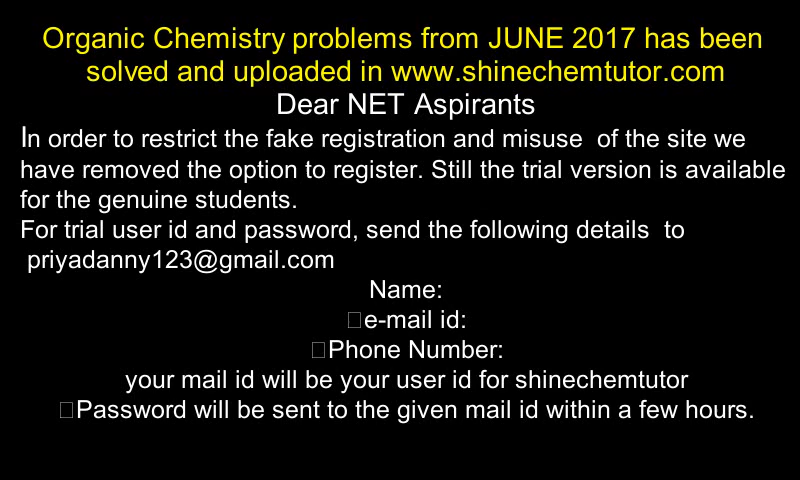 Organic Chemistry problems from JUNE 2017 has been
solved and uploaded in www.shinechemtutor.com
Dear NET Aspirants
In order to restrict the fake registration and misuse  of the site we
have removed the option to register. Still the trial version is available
for the genuine students.
For trial user id and password, send the following details  to
priyadanny123@gmail.com
Name:
e-mail id:
Phone Number:
your mail id will be your user id for shinechemtutor
Password will be sent to the given mail id within a few hours.